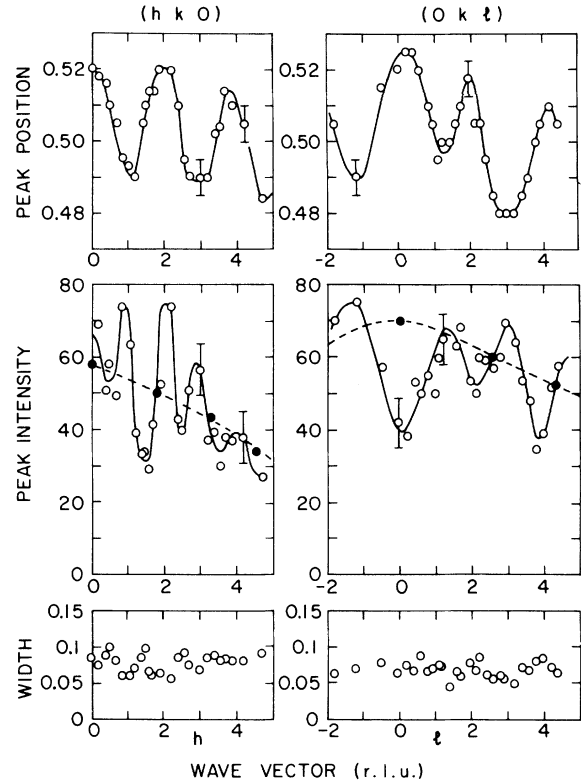 (h k 0) (0 k ℓ)
PEAK POSITION
0.52 0.52
0.50 0.50
0.48 0.48
0 2 4 -2 0 2 4
PEAK INTENSITY
80 80
60 60
40 40
20 20
0 0
0 2 4 -2 0 2 4
WIDTH
0.15 0.15
0.1 0.1
0.05 0.05
0 0
0 2 4 -2 0 2 4
h ℓ
WAVE VECTOR (r.l.u.)